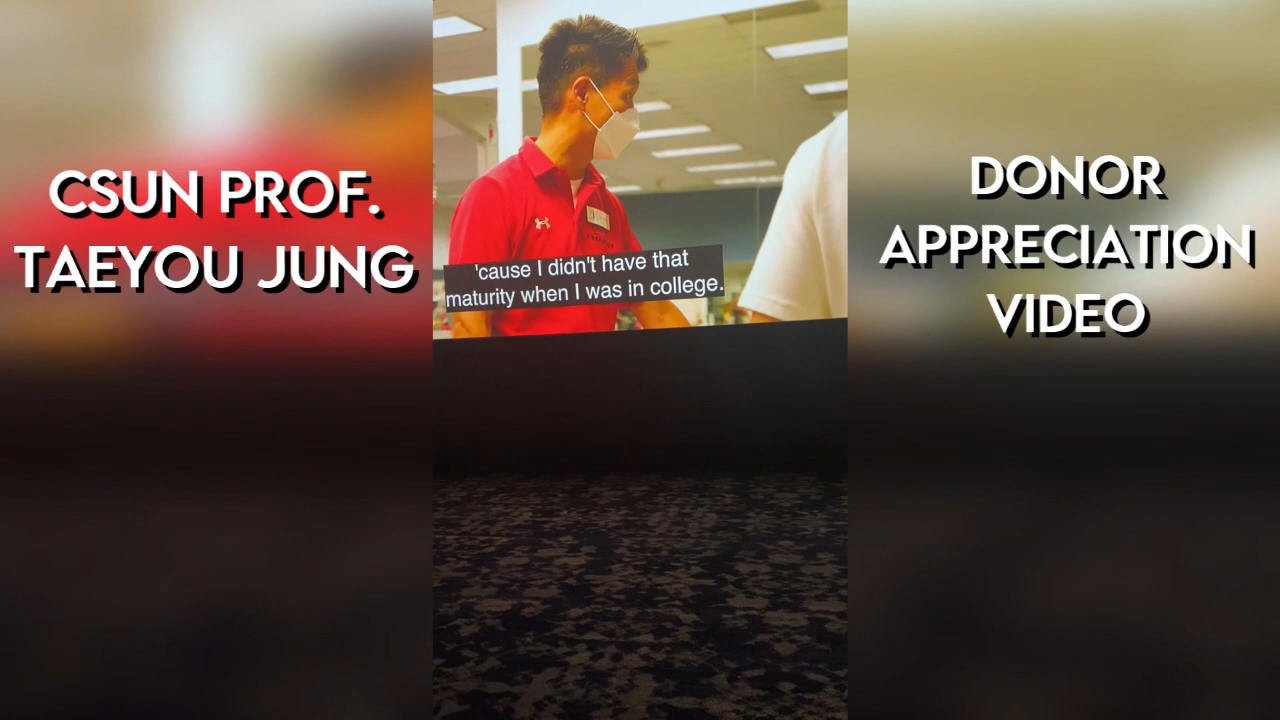 CSUN PROF.
TAEYOU JUNG
'cause I didn't have that
maturity when I was in college.
DONOR
APPRECIATION
VIDEO